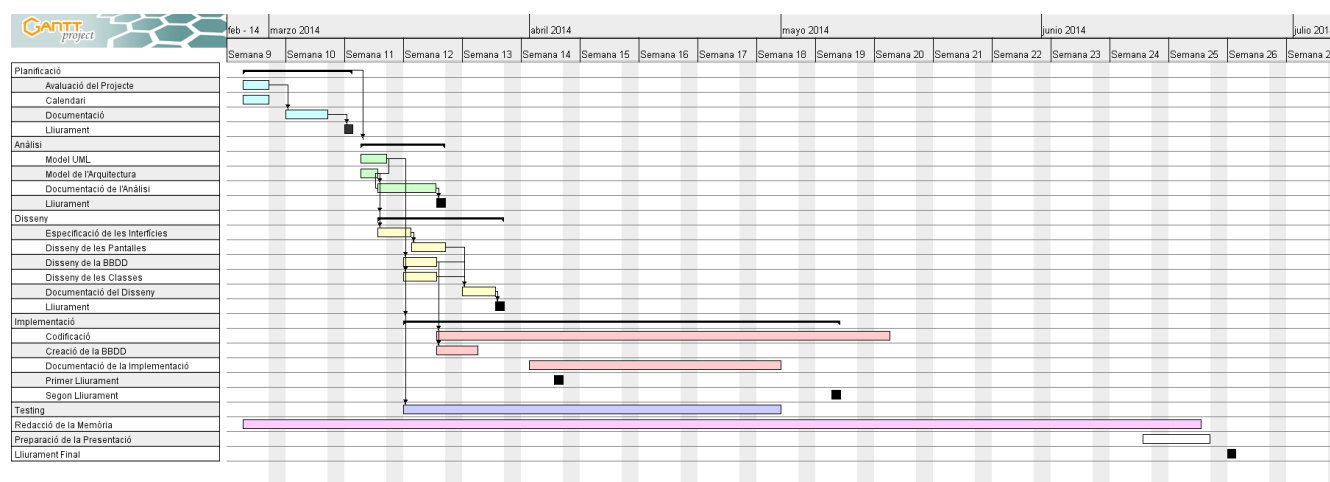 GANTT
project
feb - 14
marzo 2014
abril 2014
mayo 2014
junio 2014
julio 201
Semana 9
Semana 10
Semana 11
Semana 12
Semana 13
Semana 14
Semana 15
Semana 16
Semana 17
Semana 18
Semana 19
Semana 20
Semana 21
Semana 22
Semana 23
Semana 24
Semana 25
Semana 26
Semana 2
Planificació
Avaluació del Projecte
Calendari
Documentació
Lliurament
Anàlisi
Model UML
Model de l'Arquitectura
Documentació de l'Anàlisi
Lliurament
Disseny
Especificació de les Interfícies
Disseny de les Pantalles
Disseny de la BBDD
Disseny de les Classes
Documentació del Disseny
Lliurament
Implementació
Codificació
Creació de la BBDD
Documentació de la Implementació
Primer Lliurament
Segon Lliurament
Testing
Redacció de la Memòria
Preparació de la Presentació
Lliurament Final